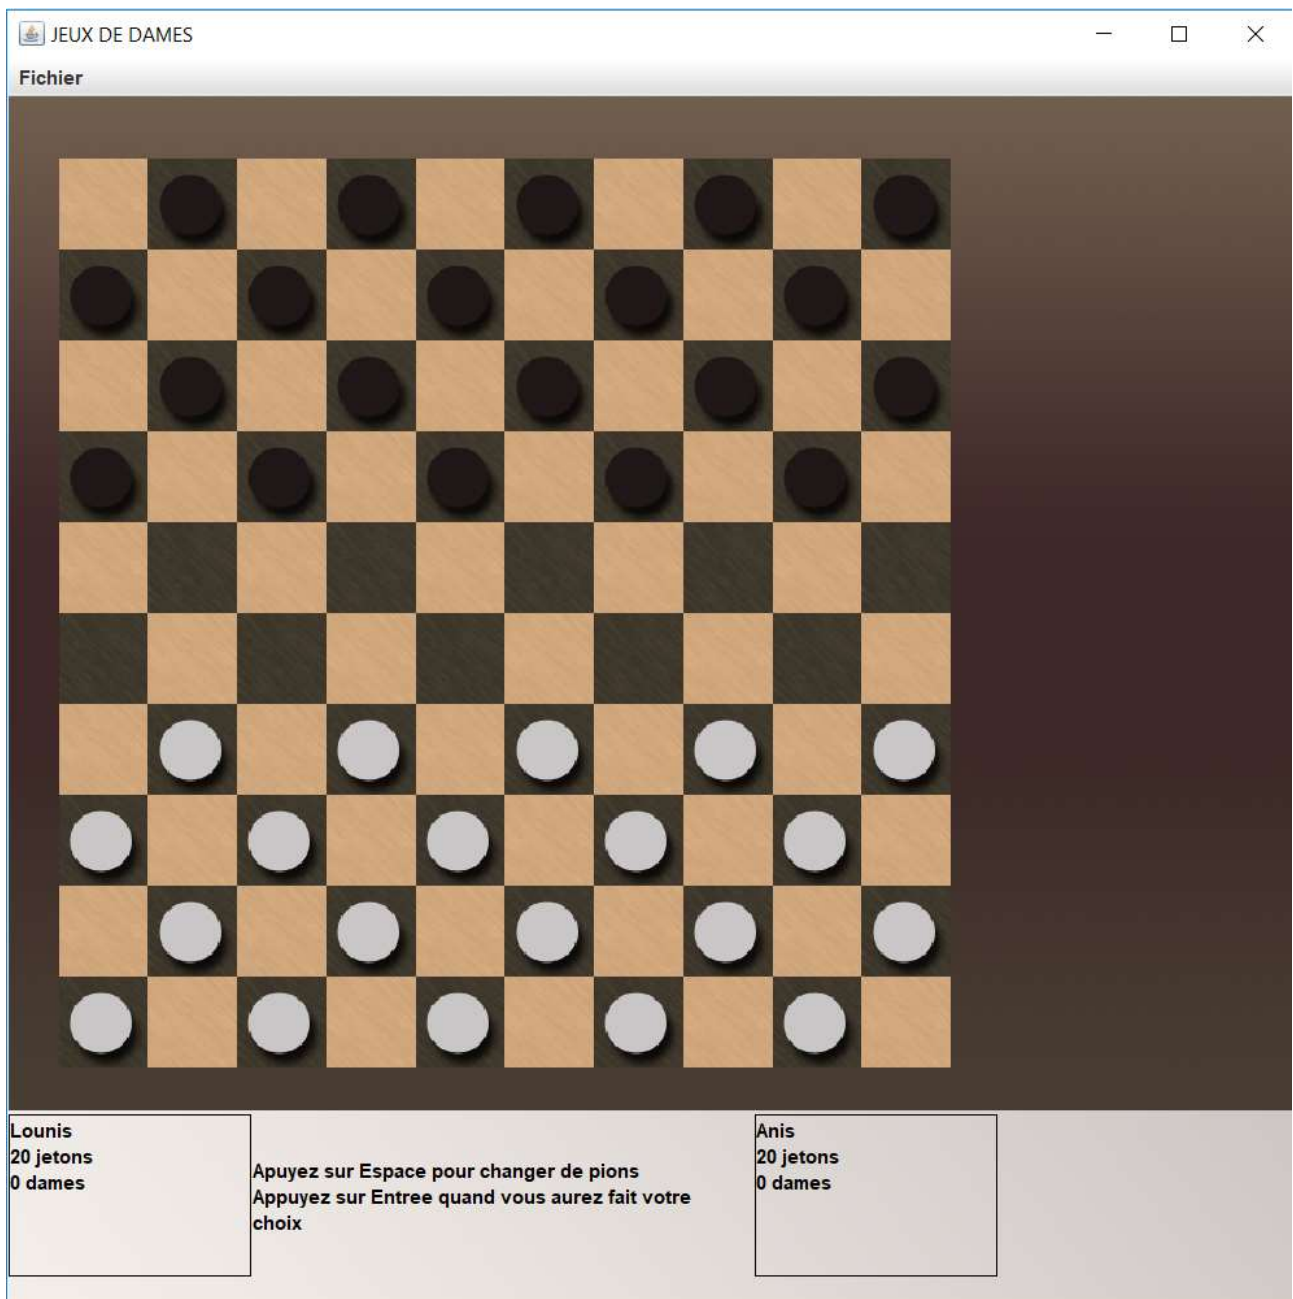 JEUX DE DAMES
Fichier
Lounis
20 jetons
0 dames
Apuyez sur Espace pour changer de pions
Appuyez sur Entree quand vous aurez fait votre
choix
Anis
20 jetons
0 dames